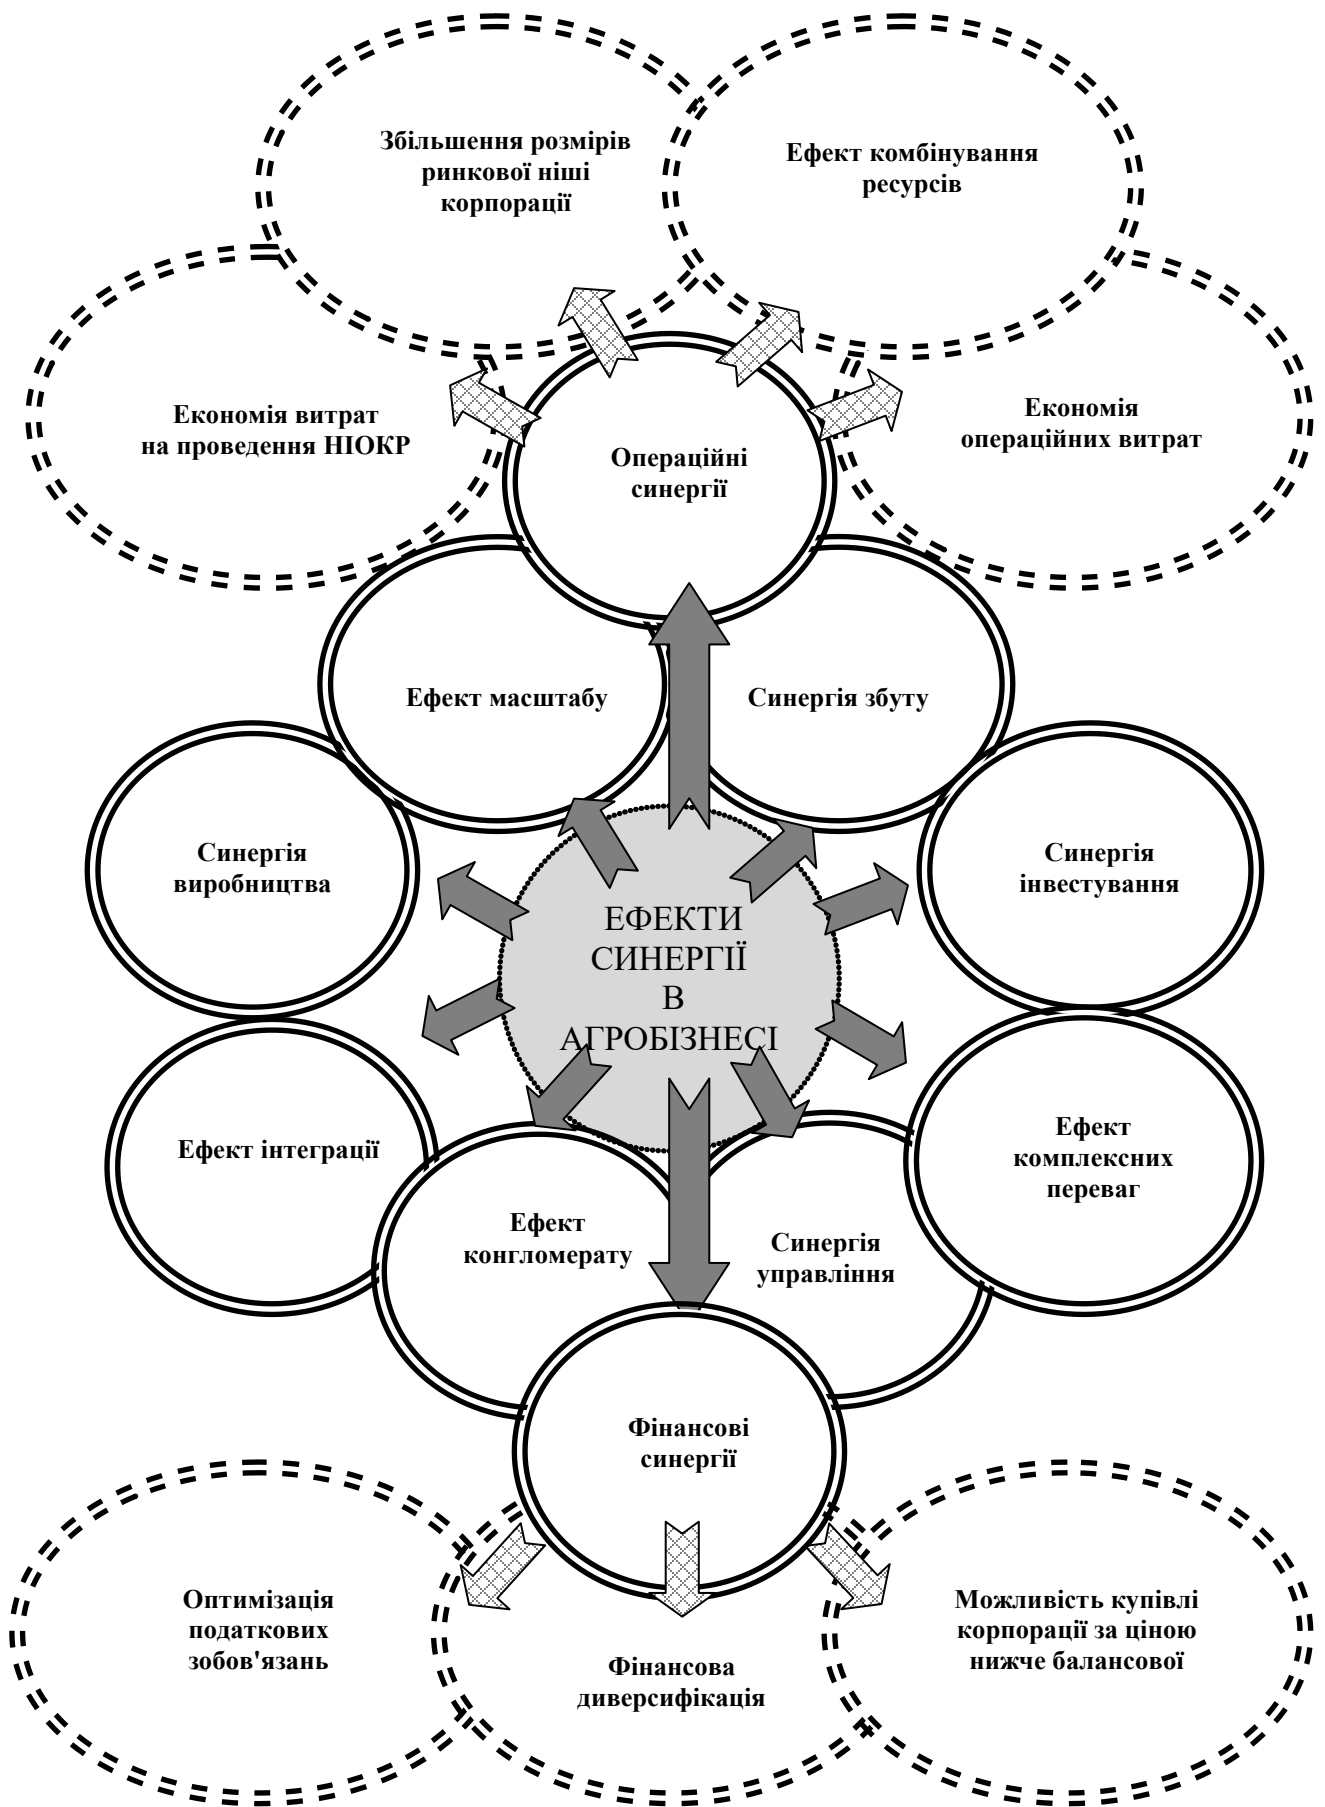 Збільшення розмірів
ринкової ніші
корпорації
Ефект комбінування
ресурсів
Економія витрат
на проведення НІОКР
Економія
операційних витрат
Операційні
синергії
Ефект масштабу
Синергія збуту
Синергія
виробництва
Синергія
інвестування
ЕФЕКТИ
СИНЕРГІЇ
В
АГРОБІЗНЕСІ
Ефект інтеграції
Ефект
комплексних
переваг
Ефект
конгломерату
Синергія
управління
Фінансові
синергії
Оптимізація
податкових
зобов'язань
Фінансова
диверсифікація
Можливість купівлі
корпорації за ціною
нижче балансової